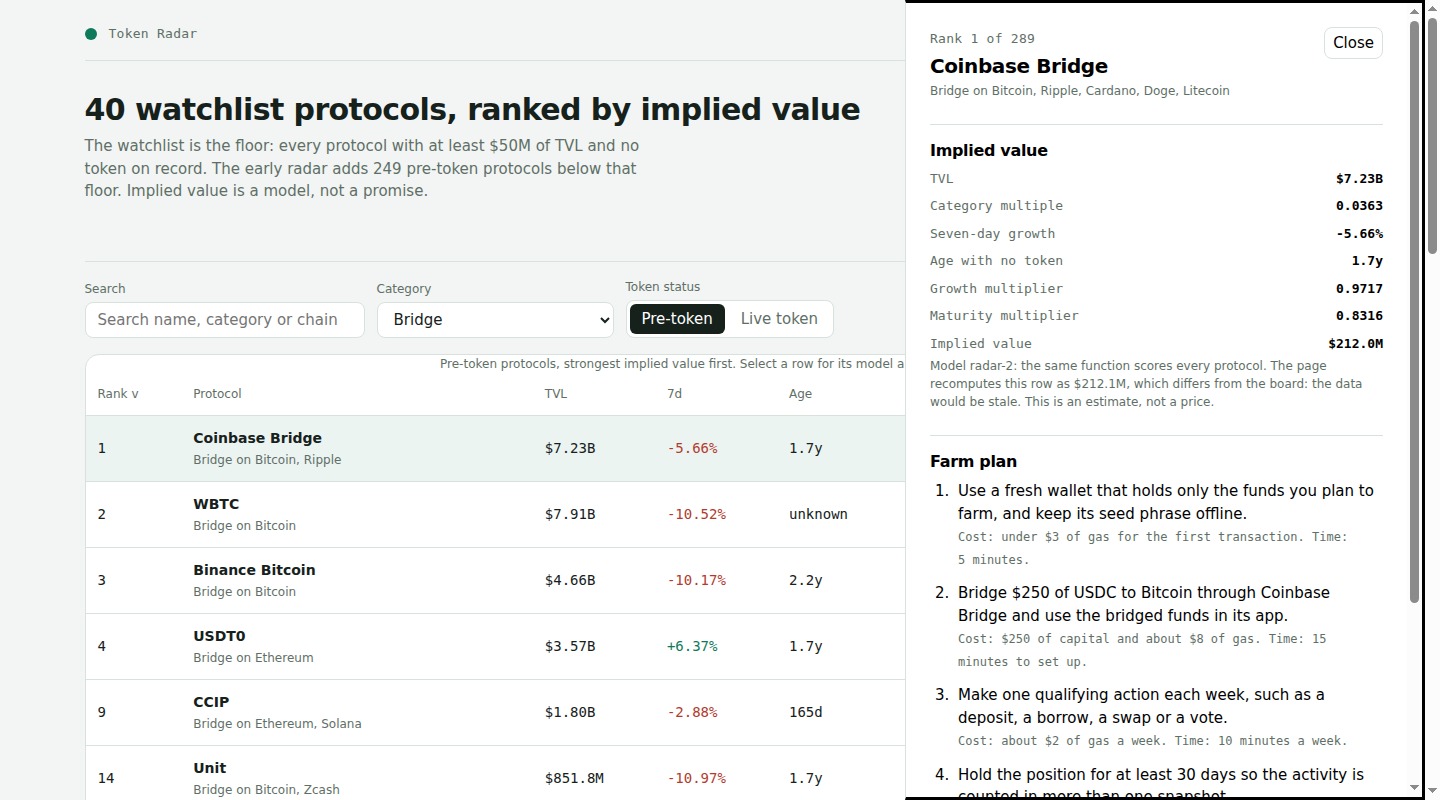 Token Radar
40 watchlist protocols, ranked by implied value
The watchlist is the floor: every protocol with at least $50M of TVL and no
token on record. The early radar adds 249 pre-token protocols below that
floor. Implied value is a model, not a promise.
Search
Category
Token status
Search name, category or chain
Bridge
Pre-token
Live token
Pre-token protocols, strongest implied value first. Select a row for its model a
Rank v Protocol TVL 7d Age
1 Coinbase Bridge $7.23B -5.66% 1.7y
Bridge on Bitcoin, Ripple
2 WBTC $7.91B -10.52% unknown
Bridge on Bitcoin
3 Binance Bitcoin $4.66B -10.17% 2.2y
Bridge on Bitcoin
4 USDT0 $3.57B +6.37% 1.7y
Bridge on Ethereum
9 CCIP $1.80B -2.88% 165d
Bridge on Ethereum, Solana
14 Unit $851.8M -10.97% 1.7y
Bridge on Bitcoin, Zcash
Rank 1 of 289
Close
Coinbase Bridge
Bridge on Bitcoin, Ripple, Cardano, Doge, Litecoin
Implied value
TVL $7.23B
Category multiple 0.0363
Seven-day growth -5.66%
Age with no token 1.7y
Growth multiplier 0.9717
Maturity multiplier 0.8316
Implied value $212.0M
Model radar-2: the same function scores every protocol. The page
recomputes this row as $212.1M, which differs from the board: the data
would be stale. This is an estimate, not a price.
Farm plan
1. Use a fresh wallet that holds only the funds you plan to
farm, and keep its seed phrase offline.
Cost: under $3 of gas for the first transaction. Time:
5 minutes.
2. Bridge $250 of USDC to Bitcoin through Coinbase
Bridge and use the bridged funds in its app.
Cost: $250 of capital and about $8 of gas. Time: 15
minutes to set up.
3. Make one qualifying action each week, such as a
deposit, a borrow, a swap or a vote.
Cost: about $2 of gas a week. Time: 10 minutes a week.
4. Hold the position for at least 30 days so the activity is
counted in more than one snapshot.